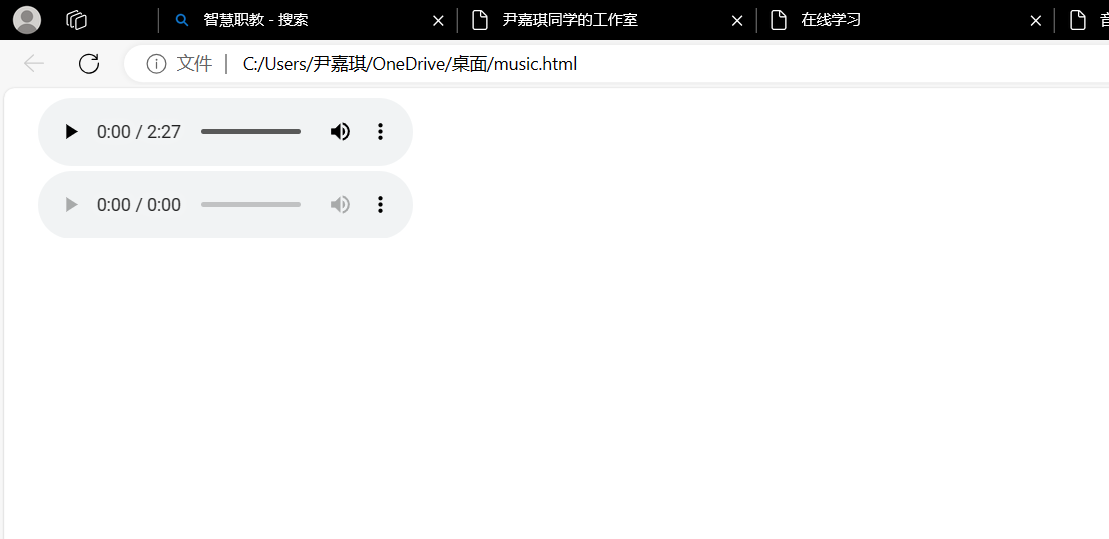 智慧职教 - 搜索
尹嘉琪同学的工作室
在线学习
文件 | C:/Users/尹嘉琪/OneDrive/桌面/music.html
0:00 / 2:27
0:00 / 0:00